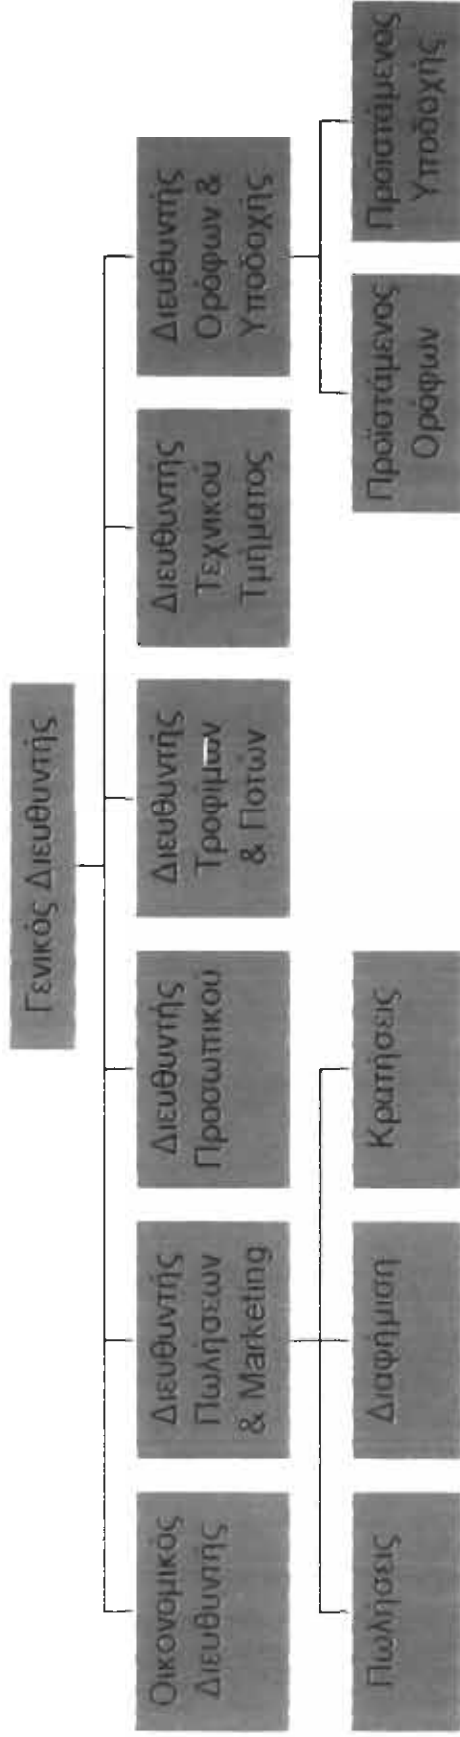 Γενικός Διευθυντής
Οικονομικός
Διευθυντής
Διευθυντής
Πωλήσεων
& Marketing
Διευθυντής
Προσωπικού
Διευθυντής
Τροφίμων
& Ποτών
Διευθυντής
Τεχνικού
Τμήματος
Διευθυντής
Ορόφων &
Υποδοχής
Πωλήσεις
Διαφήμιση
Κρατήσεις
Προϊστάμενος
Ορόφων
Προϊστάμενος
Υποδοχής